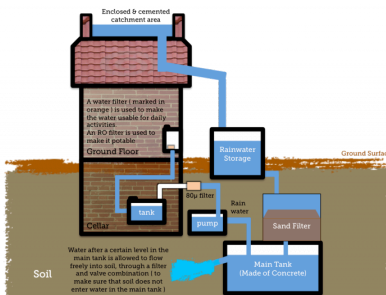 Enclosed & cemented
catchment area
A water filter ( marked in
orange ) is used to make
the water usable for daily
activities.
An RO filter is used to
make it potable
Ground Floor
Rainwater
Storage
Ground Surfac
80μ filter
tank
Rain
water
pump
Sand Filter
Cellar
Water after a certain level in the
main tank is allowed to flow
freely into soil, through a filter
and valve combination ( to
make sure that soil does not
enter water in the main tank )
Soil
Main Tank
(Made of Concrete)